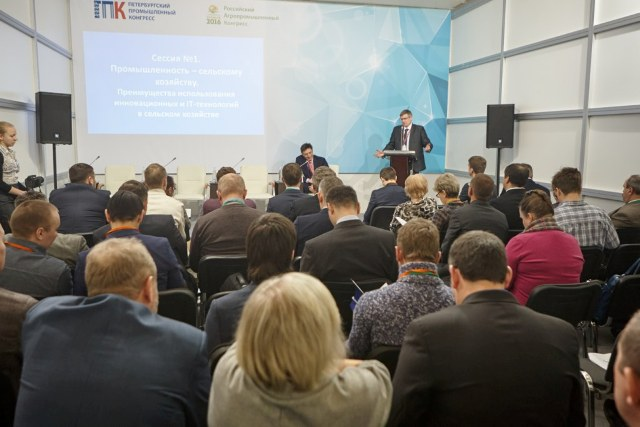 ПК ПЕТЕРБУРГСКИЙ
ПРОМЫШЛЕННЫЙ
КОНГРЕСС
Российский
Агропромышленный
Конгресс
2016
Сессия №1.
Промышленность – сельскому
хозяйству.
Преимущества использования
инновационных и IT-технологий
в сельском хозяйстве